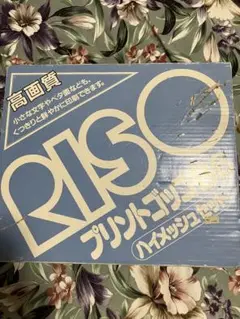 高画質
小さな文字やベタ面なども、
くっきりと鮮やかに印刷できます。
RISO
プリントゴッコ
ハイメッシュセット